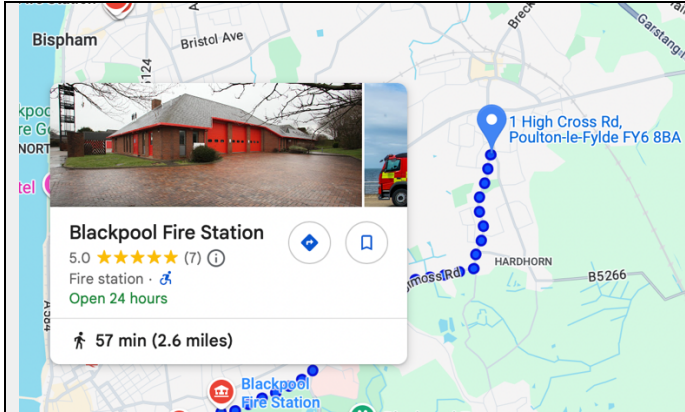 Bispham
Bristol Ave
Garstang
1 High Cross Rd,
Poulton-le-Fylde FY6 8BA
Blackpool Fire Station
5.0 ★★★★★ (7)
Fire station ·
Open 24 hours
57 min (2.6 miles)
HARDHORN
B5266
Blackpool
Fire Station